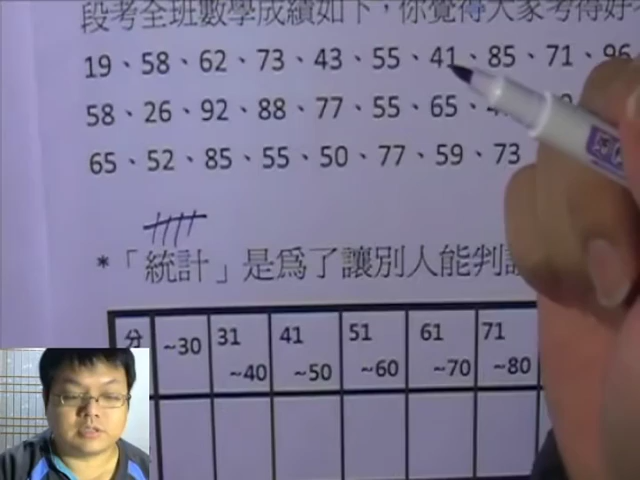 段考全班數學成績如下，你覺得大家考得好
19、58、62、73、43、55、41、85、71、96
58、26、92、88、77、55、65、
65、52、85、55、50、77、59、73
*「統計」是為了讓別人能判
分 ~30 31 ~40 41 ~50 51 ~60 61 ~70 71 ~80